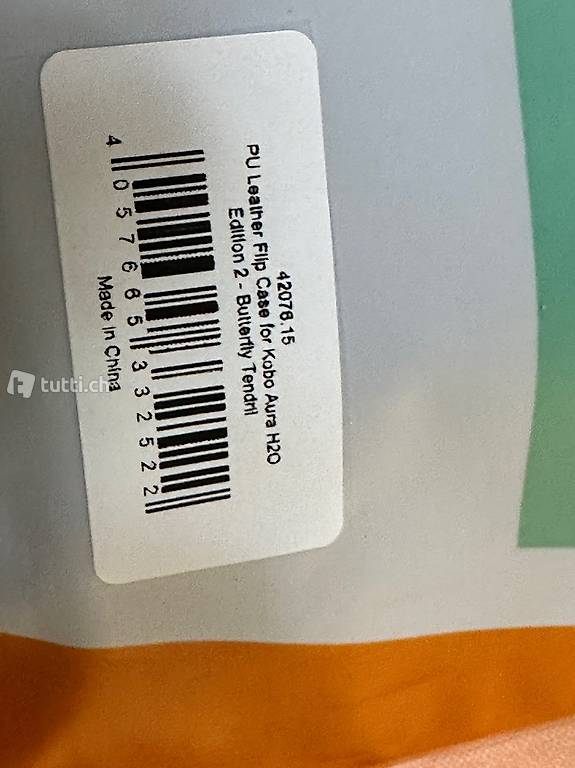 42076.15
PU Leather Flip Case for Kobo Aura H2O
Edition 2 - Butterfly Tendril
4 057665 332522
Made in China
tutti.ch